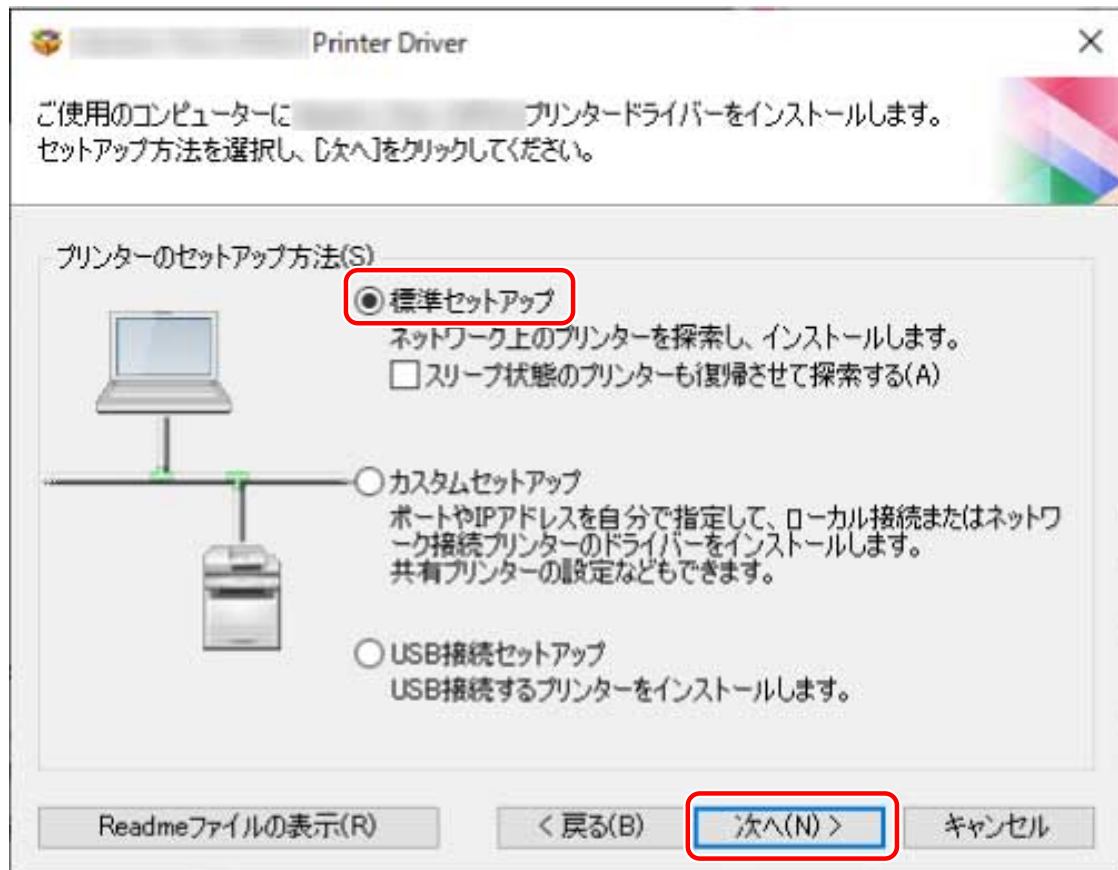 Printer Driver
ご使用のコンピューターに プリンタードライバーをインストールします。
セットアップ方法を選択し、[次へ]をクリックしてください。
プリンターのセットアップ方法(S)
標準セットアップ
ネットワーク上のプリンターを探索し、インストールします。
スリープ状態のプリンターも復帰させて探索する(A)
カスタムセットアップ
ポートやIPアドレスを自分で指定して、ローカル接続またはネットワ
ーク接続プリンターのドライバーをインストールします。
共有プリンターの設定などもできます。
USB接続セットアップ
USB接続するプリンターをインストールします。
Readmeファイルの表示(R)
< 戻る(B)
次へ(N) >
キャンセル